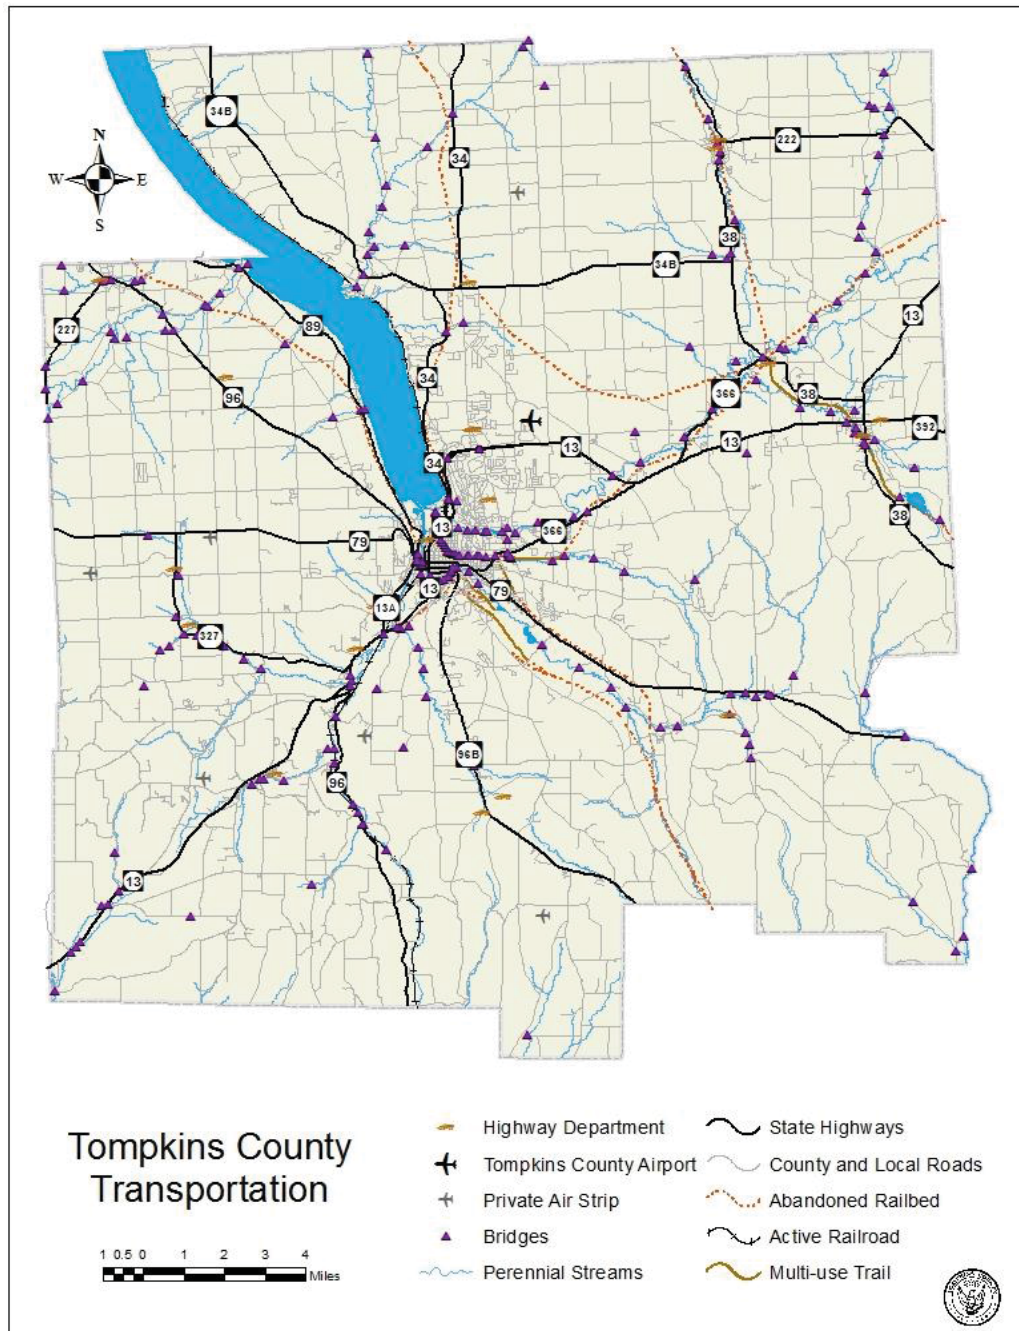 34B
222
N
W E
S
34
38
34B
13
227
89
96
34
366
38
13
13
392
34
13
366
38
79
13
79
13A
327
96B
96
13
Tompkins County
Transportation
1 0.5 0 1 2 3 4
Miles
Highway Department
Tompkins County Airport
Private Air Strip
Bridges
Perennial Streams
State Highways
County and Local Roads
Abandoned Railbed
Active Railroad
Multi-use Trail